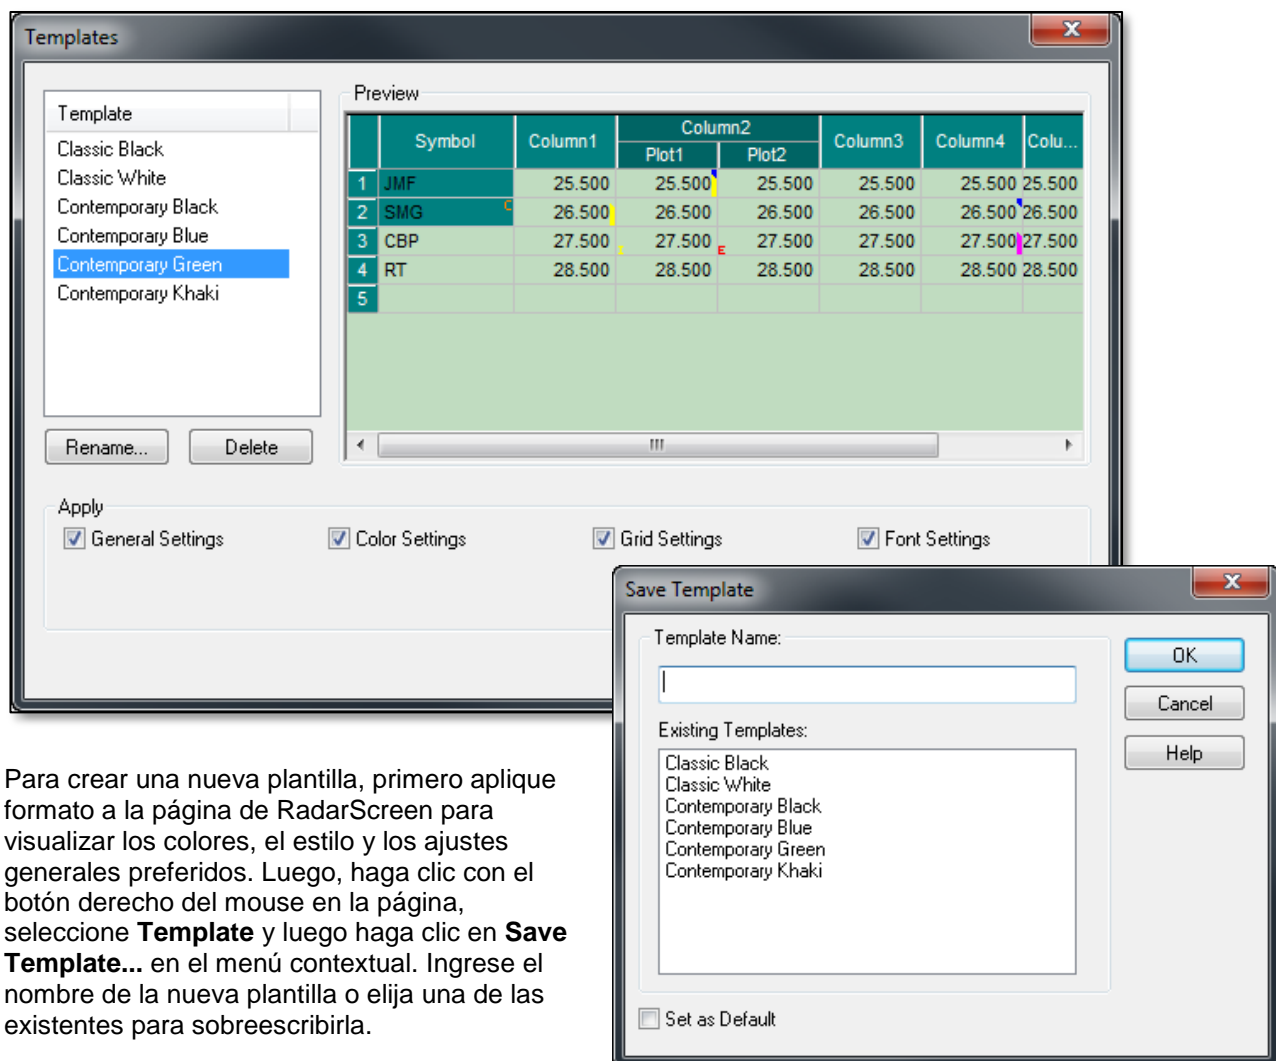 Templates
Template
Classic Black
Classic White
Contemporary Black
Contemporary Blue
Contemporary Green
Contemporary Khaki
Rename...
Delete
Preview
Symbol Column1 Column2 Column3 Column4 Colu...
Plot1 Plot2
1 JMF 25.500 25.500 25.500 25.500 25.500 25.500
2 SMG C 26.500 26.500 26.500 26.500 26.500 26.500
3 CBP 27.500 I 27.500 E 27.500 27.500 27.500 27.500
4 RT 28.500 28.500 28.500 28.500 28.500 28.500
5
Apply
General Settings
Color Settings
Grid Settings
Font Settings
Save Template
Template Name:
OK
Cancel
Help
Existing Templates:
Classic Black
Classic White
Contemporary Black
Contemporary Blue
Contemporary Green
Contemporary Khaki
Set as Default
Para crear una nueva plantilla, primero aplique
formato a la página de RadarScreen para
visualizar los colores, el estilo y los ajustes
generales preferidos. Luego, haga clic con el
botón derecho del mouse en la página,
seleccione Template y luego haga clic en Save
Template... en el menú contextual. Ingrese el
nombre de la nueva plantilla o elija una de las
existentes para sobreescribirla.